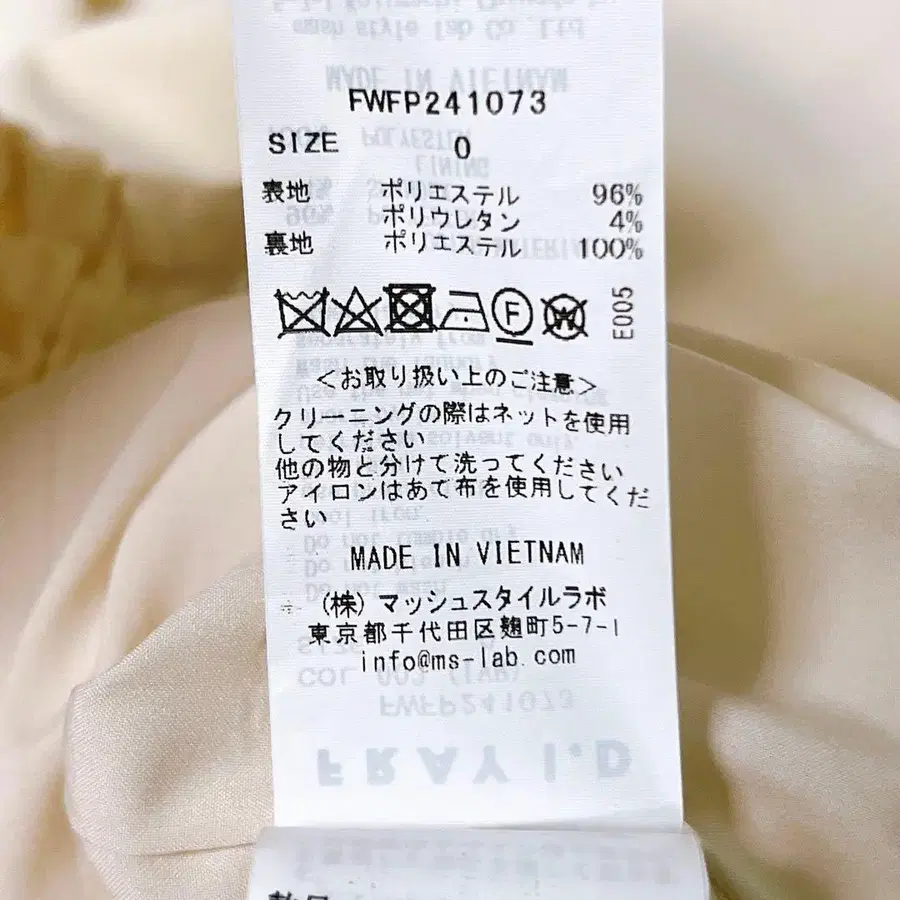 FWFP241073
SIZE 0
表地 ポリエステル 96%
ポリウレタン 4%
裏地 ポリエステル 100%
F W E005
＜お取り扱い上のご注意＞
クリーニングの際はネットを使用
してください
他の物と分けて洗ってください
アイロンはあて布を使用してくだ
さい
MADE IN VIETNAM
(株) マッシュスタイルラボ
東京都千代田区麹町5-7-1
info@ms-lab.com
COL 003 (IVR)
FWFP241073
FRAY I.D